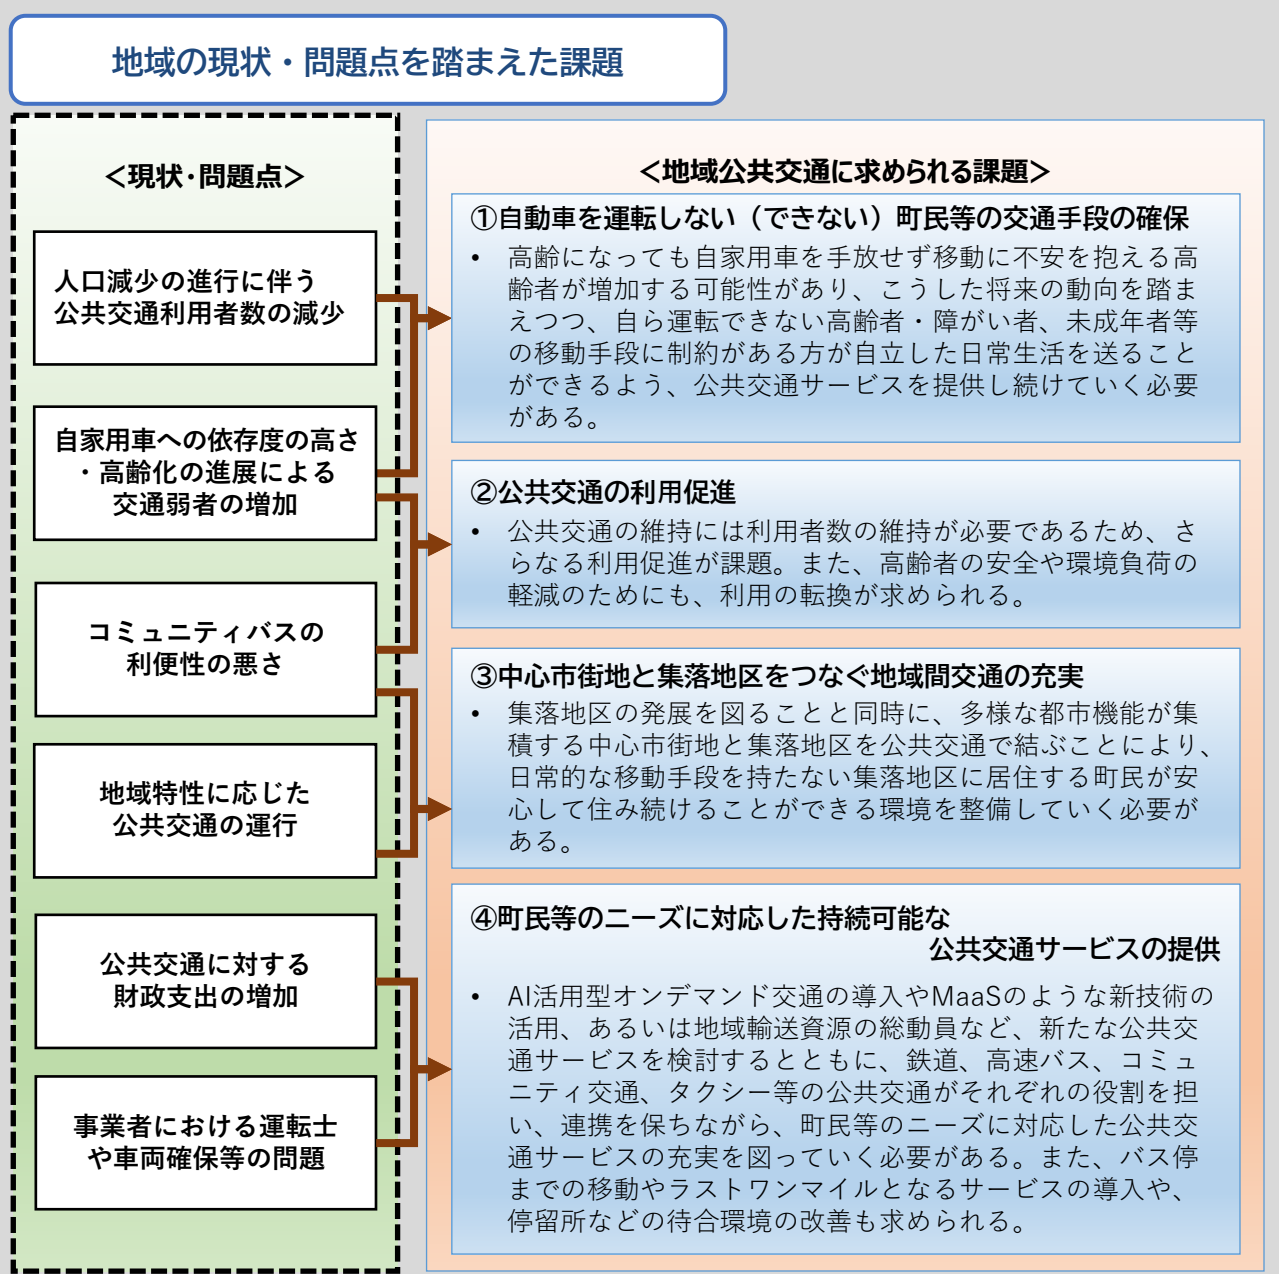 地域の現状・問題点を踏まえた課題
＜現状･問題点＞
人口減少の進行に伴う
公共交通利用者数の減少
自家用車への依存度の高さ
・高齢化の進展による
交通弱者の増加
コミュニティバスの
利便性の悪さ
地域特性に応じた
公共交通の運行
公共交通に対する
財政支出の増加
事業者における運転士
や車両確保等の問題
＜地域公共交通に求められる課題＞
①自動車を運転しない（できない）町民等の交通手段の確保
• 高齢になっても自家用車を手放せず移動に不安を抱える高
齢者が増加する可能性があり、こうした将来の動向を踏ま
えつつ、自ら運転できない高齢者・障がい者、未成年者等
の移動手段に制約がある方が自立した日常生活を送ること
ができるよう、公共交通サービスを提供し続けていく必要
がある。
②公共交通の利用促進
• 公共交通の維持には利用者数の維持が必要であるため、さ
らなる利用促進が課題。また、高齢者の安全や環境負荷の
軽減のためにも、利用の転換が求められる。
③中心市街地と集落地区をつなぐ地域間交通の充実
• 集落地区の発展を図ることと同時に、多様な都市機能が集
積する中心市街地と集落地区を公共交通で結ぶことにより、
日常的な移動手段を持たない集落地区に居住する町民が安
心して住み続けることができる環境を整備していく必要が
ある。
④町民等のニーズに対応した持続可能な
公共交通サービスの提供
• AI活用型オンデマンド交通の導入やMaaSのような新技術の
活用、あるいは地域輸送資源の総動員など、新たな公共交
通サービスを検討するとともに、鉄道、高速バス、コミュ
ニティ交通、タクシー等の公共交通がそれぞれの役割を担
い、連携を保ちながら、町民等のニーズに対応した公共交
通サービスの充実を図っていく必要がある。また、バス停
までの移動やラストワンマイルとなるサービスの導入や、
停留所などの待合環境の改善も求められる。